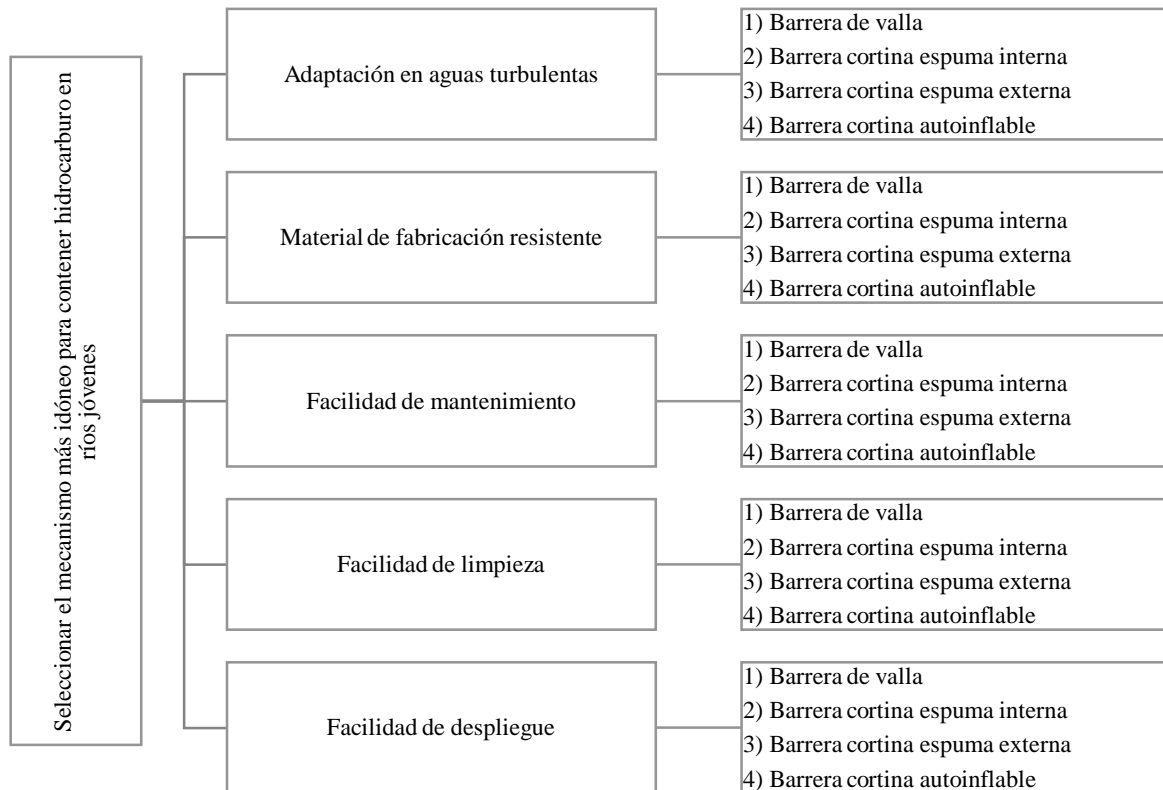 Seleccionar el mecanismo más idóneo para contener hidrocarburo en
ríos jóvenes
Adaptación en aguas turbulentas
1) Barrera de valla
2) Barrera cortina espuma interna
3) Barrera cortina espuma externa
4) Barrera cortina autoinflable
Material de fabricación resistente
1) Barrera de valla
2) Barrera cortina espuma interna
3) Barrera cortina espuma externa
4) Barrera cortina autoinflable
Facilidad de mantenimiento
1) Barrera de valla
2) Barrera cortina espuma interna
3) Barrera cortina espuma externa
4) Barrera cortina autoinflable
Facilidad de limpieza
1) Barrera de valla
2) Barrera cortina espuma interna
3) Barrera cortina espuma externa
4) Barrera cortina autoinflable
Facilidad de despliegue
1) Barrera de valla
2) Barrera cortina espuma interna
3) Barrera cortina espuma externa
4) Barrera cortina autoinflable